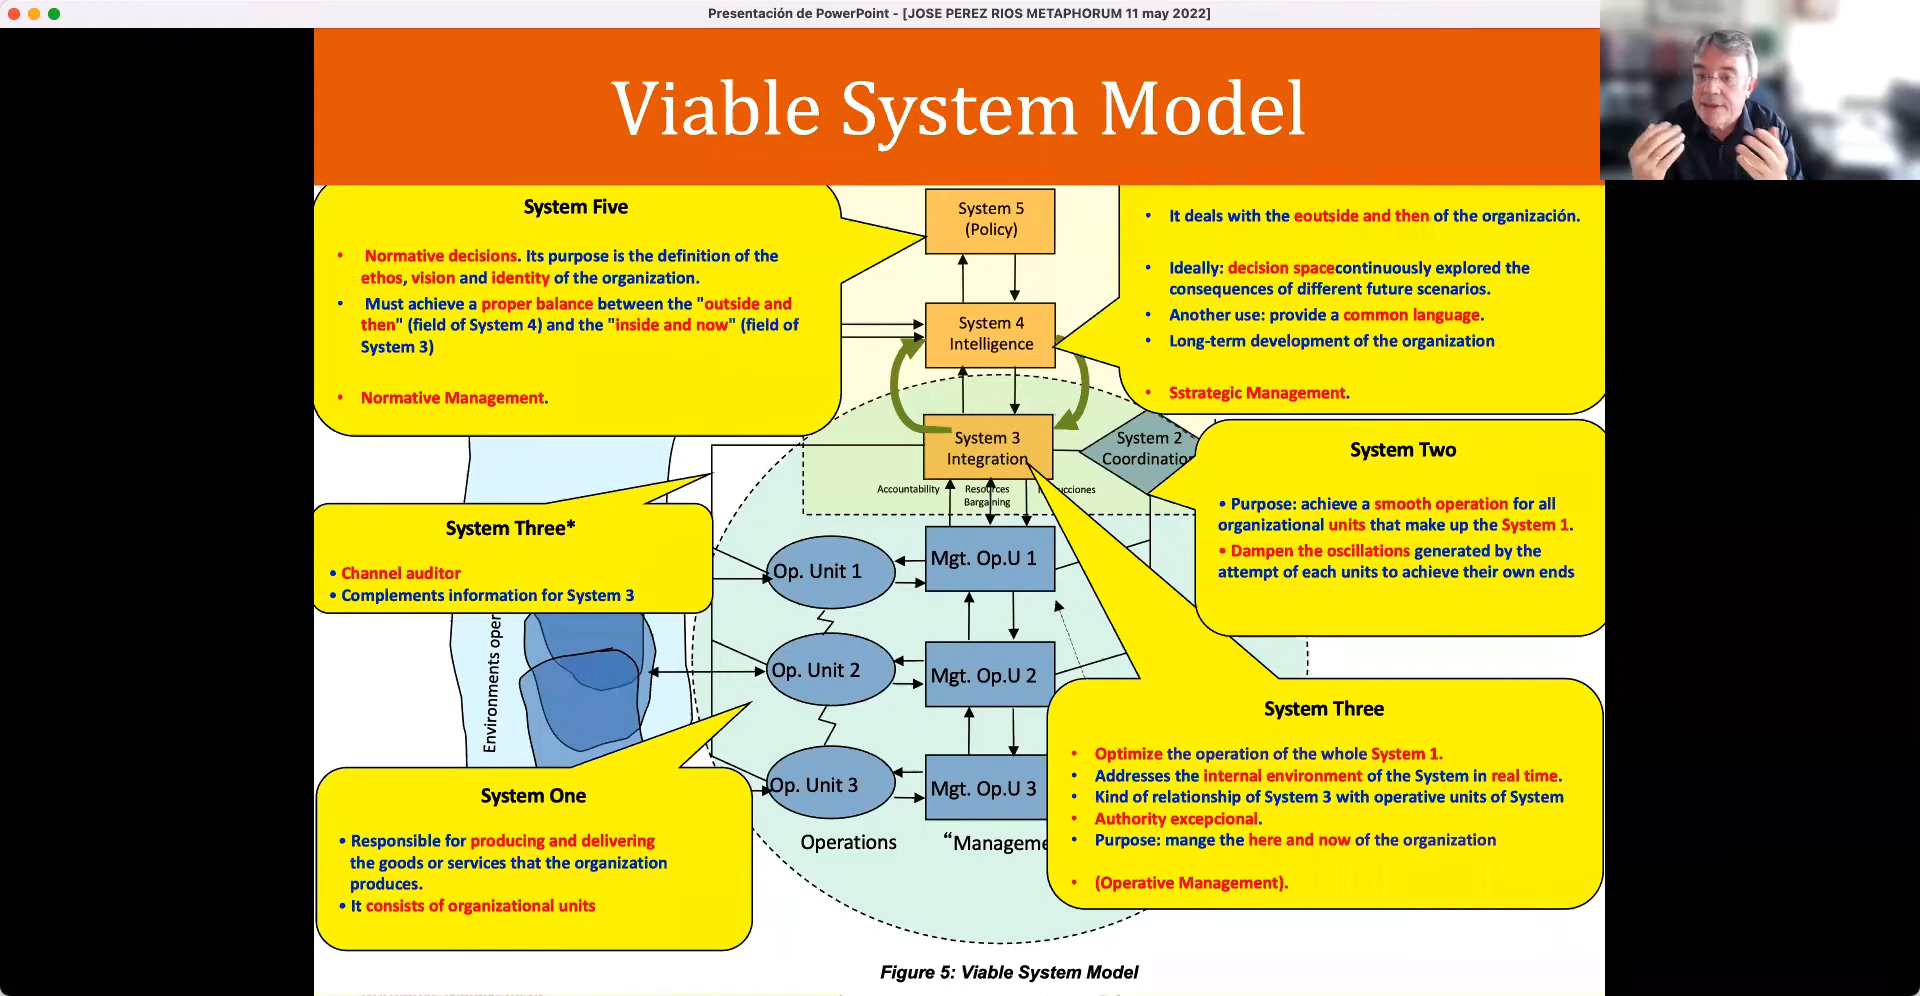 Presentación de PowerPoint - [JOSE PEREZ RIOS METAPHORUM 11 may 2022]
Viable System Model
System Five
• Normative decisions. Its purpose is the definition of the
ethos, vision and identity of the organization.
• Must achieve a proper balance between the "outside and
then" (field of System 4) and the "inside and now" (field of
System 3)
• Normative Management.
System 5
(Policy)
System 4
Intelligence
• It deals with the eoutside and then of the organización.
• Ideally: decision spacecontinuously explored the
consequences of different future scenarios.
• Another use: provide a common language.
• Long-term development of the organization
• Sstrategic Management.
System 3
Integration
System 2
Coordinatio
Accountability
Resources
Bargaining
System Two
• Purpose: achieve a smooth operation for all
organizational units that make up the System 1.
• Dampen the oscillations generated by the
attempt of each units to achieve their own ends
System Three*
• Channel auditor
• Complements information for System 3
Environments oper
Op. Unit 1
Mgt. Op.U 1
Op. Unit 2
Mgt. Op.U 2
Op. Unit 3
Mgt. Op.U 3
Operations
“Manageme
System One
• Responsible for producing and delivering
the goods or services that the organization
produces.
• It consists of organizational units
System Three
• Optimize the operation of the whole System 1.
• Addresses the internal environment of the System in real time.
• Kind of relationship of System 3 with operative units of System
• Authority excepcional.
• Purpose: mange the here and now of the organization
• (Operative Management).
Figure 5: Viable System Model